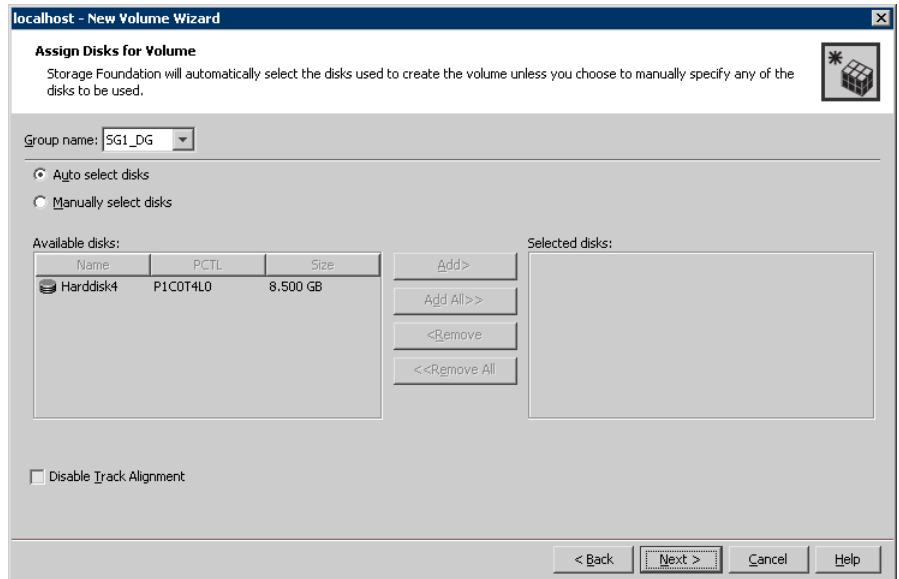 localhost - New Volume Wizard
Assign Disks for Volume
Storage Foundation will automatically select the disks used to create the volume unless you choose to manually specify any of the
disks to be used.
Group name: SG1_DG
Auto select disks
Manually select disks
Available disks:
Name PCTL Size
Harddisk4 P1C0T4L0 8.500 GB
Add>
Add All>>
<Remove
<<Remove All
Selected disks:
Disable Track Alignment
< Back Next > Cancel Help